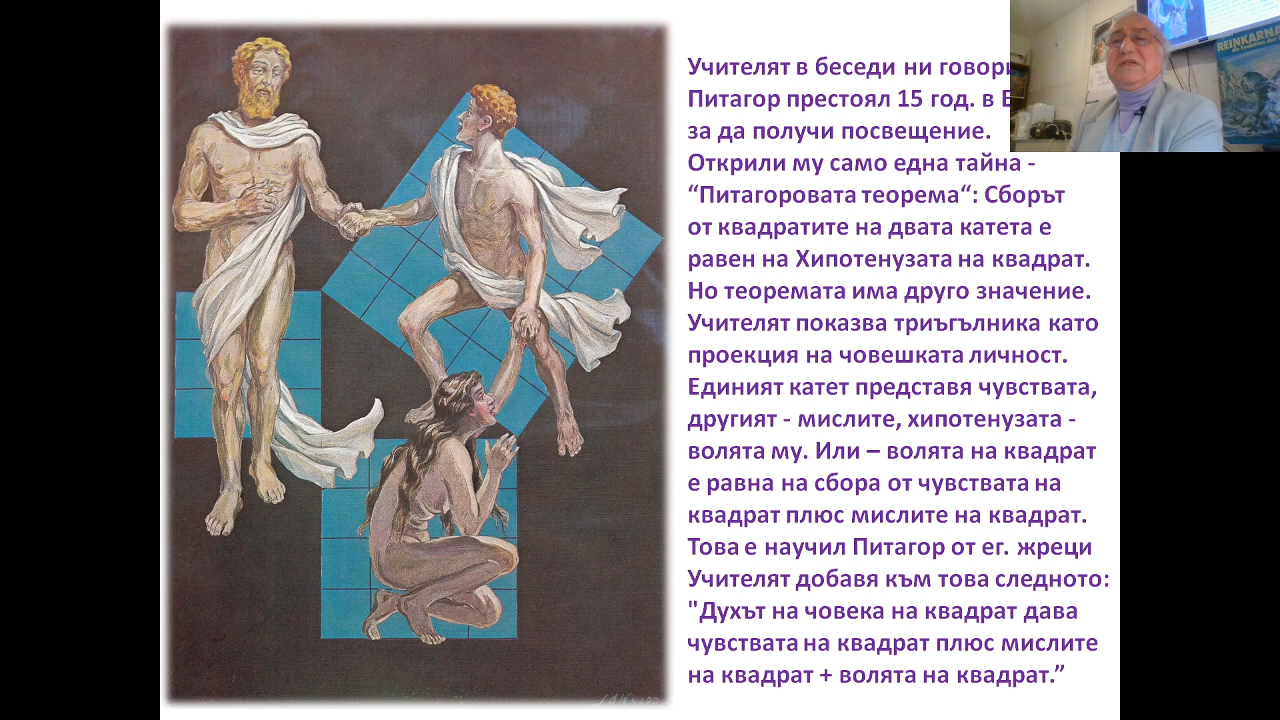 Учителят в беседи ни говори
Питагор престоял 15 год. в
за да получи посвещение.
Открили му само една тайна -
“Питагоровата теорема“: Сборът
от квадратите на двата катета е
равен на Хипотенузата на квадрат.
Но теоремата има друго значение.
Учителят показва триъгълника като
проекция на човешката личност.
Единият катет представя чувствата,
другият - мислите, хипотенузата -
волята му. Или – волята на квадрат
е равна на сбора от чувствата на
квадрат плюс мислите на квадрат.
Това е научил Питагор от ег. жреци
Учителят добавя към това следното:
"Духът на човека на квадрат дава
чувствата на квадрат плюс мислите
на квадрат + волята на квадрат.”
REINKARNA